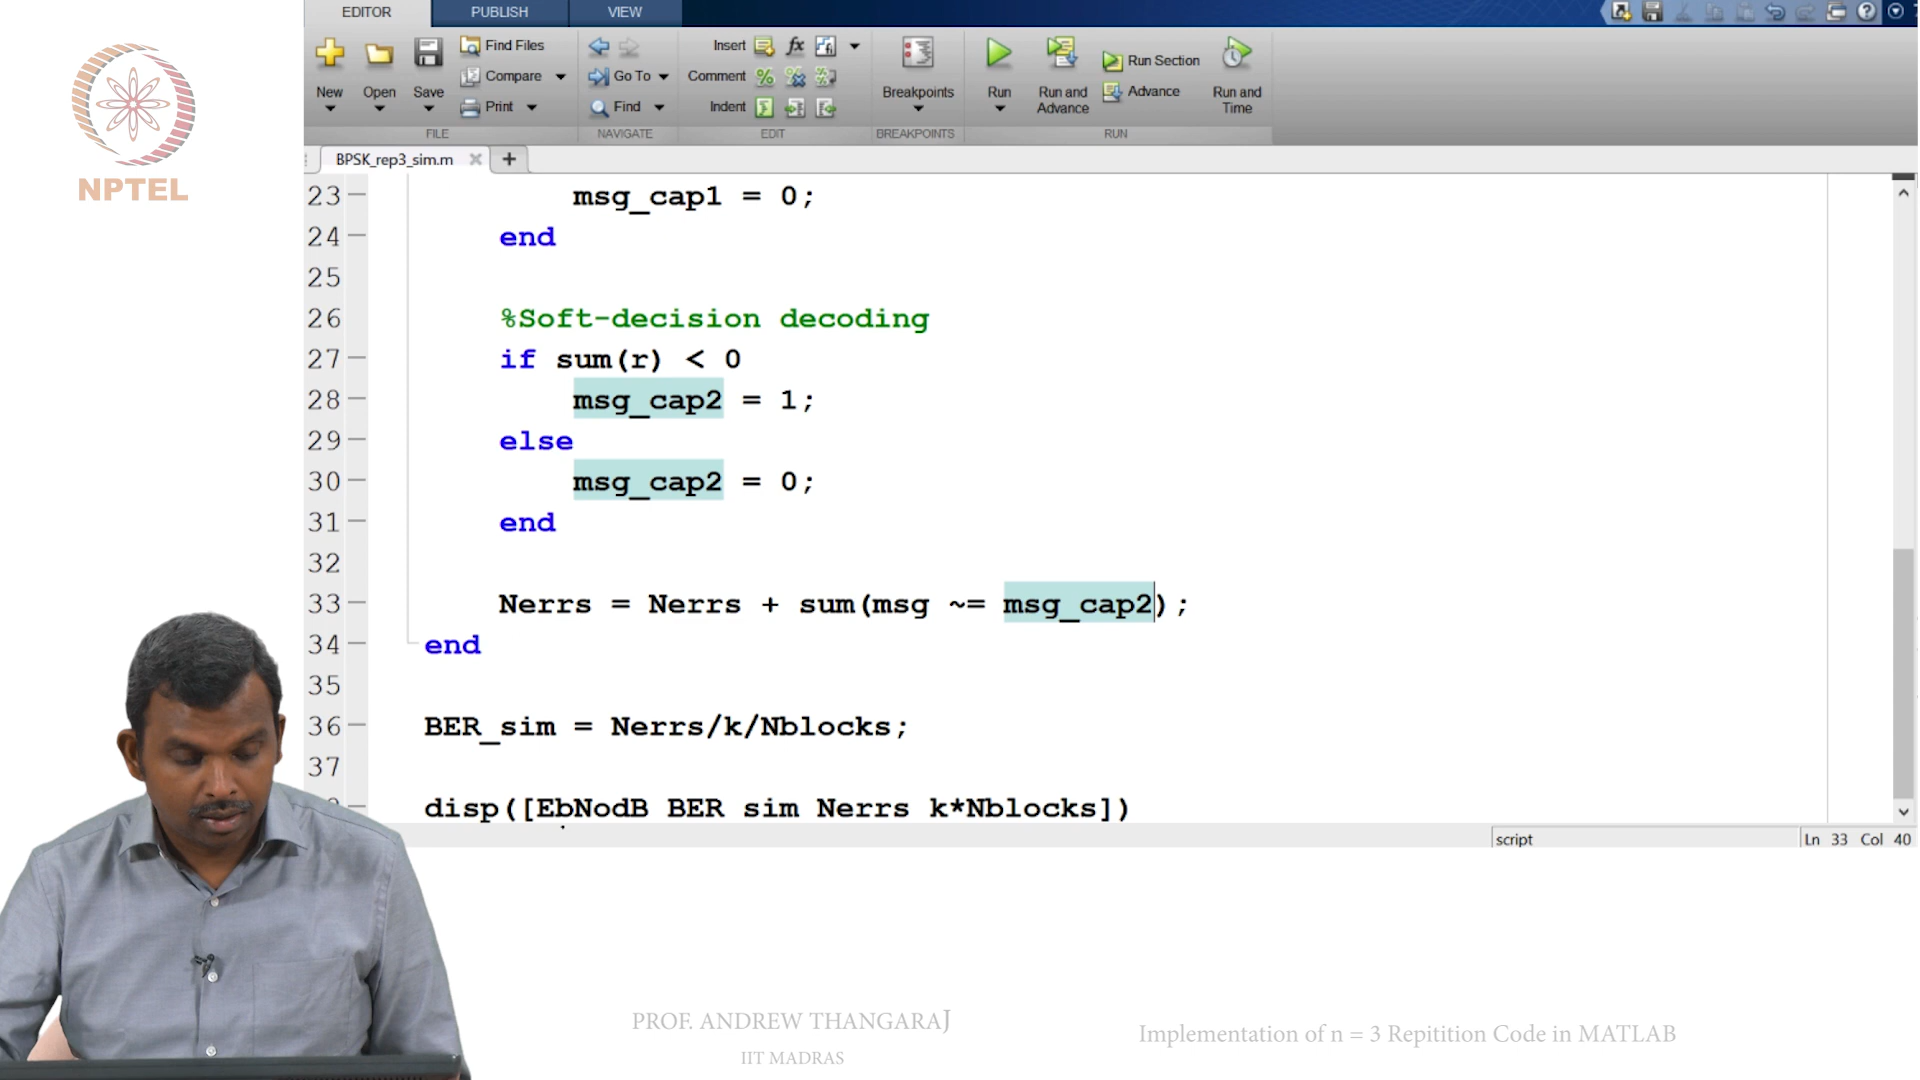 EDITOR PUBLISH VIEW
NPTEL
New Open Save Find Files Compare Print
FILE
Go To Find
NAVIGATE
Insert fx
Comment
Indent
EDIT
Breakpoints
BREAKPOINTS
Run Run and Advance Run Section Advance Run and Time
RUN
BPSK_rep3_sim.m
23 msg_cap1 = 0;
24 end
25
26 %Soft-decision decoding
27 if sum(r) < 0
28 msg_cap2 = 1;
29 else
30 msg_cap2 = 0;
31 end
32
33 Nerrs = Nerrs + sum(msg ~= msg_cap2);
34 end
35
36 BER_sim = Nerrs/k/Nblocks;
37
disp([EbNodB BER sim Nerrs k*Nblocks])
script Ln 33 Col 40
PROF. ANDREW THANGARAJ
IIT MADRAS
Implementation of n = 3 Repitition Code in MATLAB